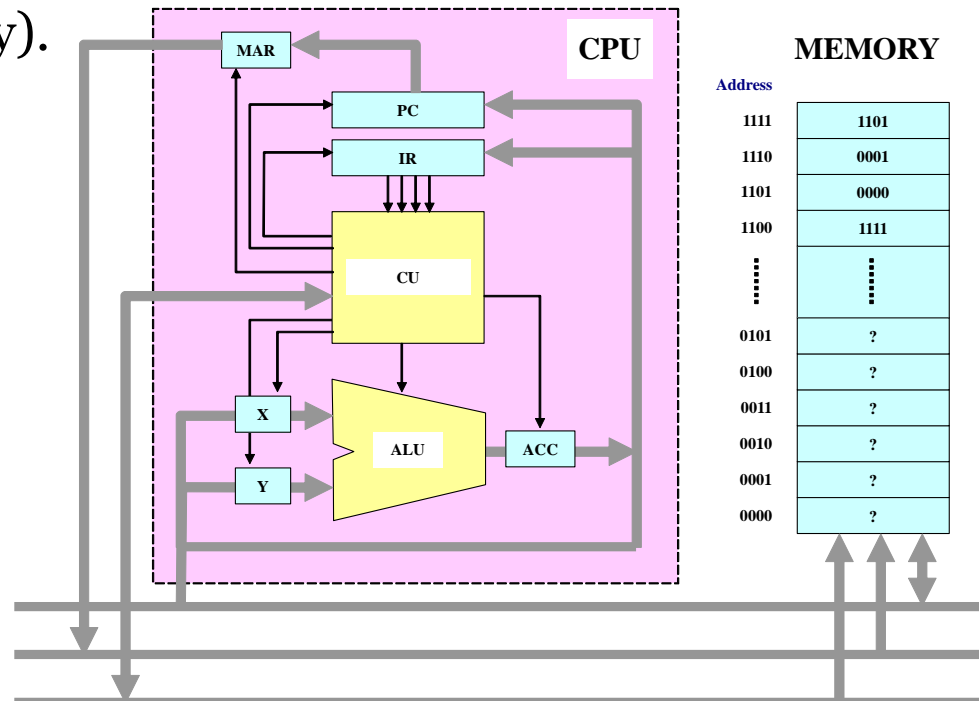 y).
CPU
MAR
PC
IR
CU
X
Y
ALU
ACC
MEMORY
Address
1111 1101
1110 0001
1101 0000
1100 1111
0101 ?
0100 ?
0011 ?
0010 ?
0001 ?
0000 ?